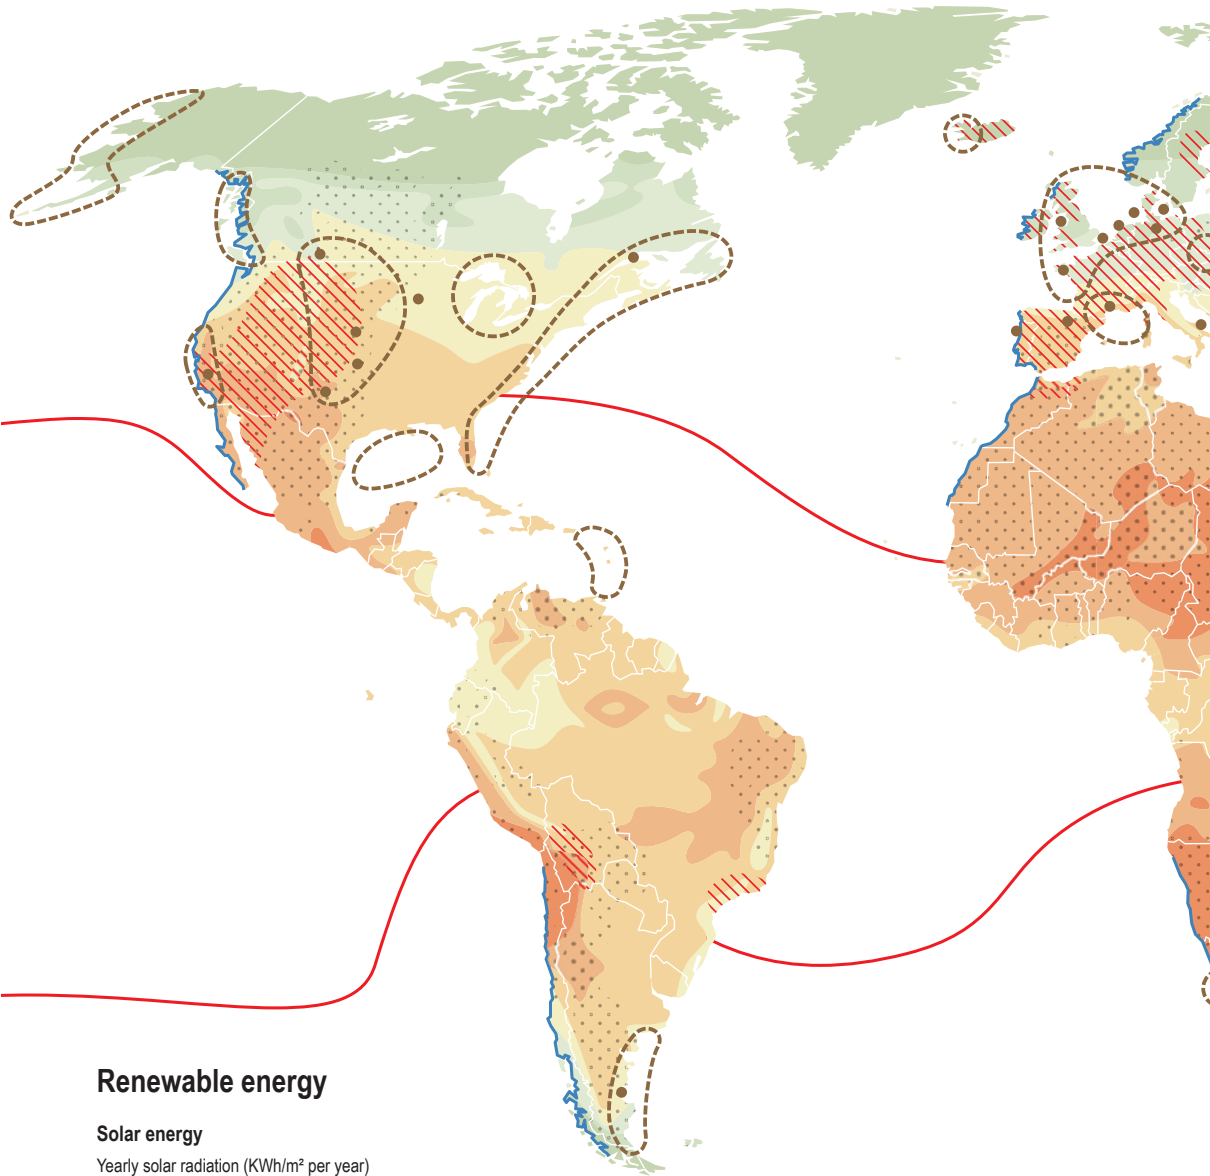 Renewable energy
Solar energy
Yearly solar radiation (KWh/m² per year)